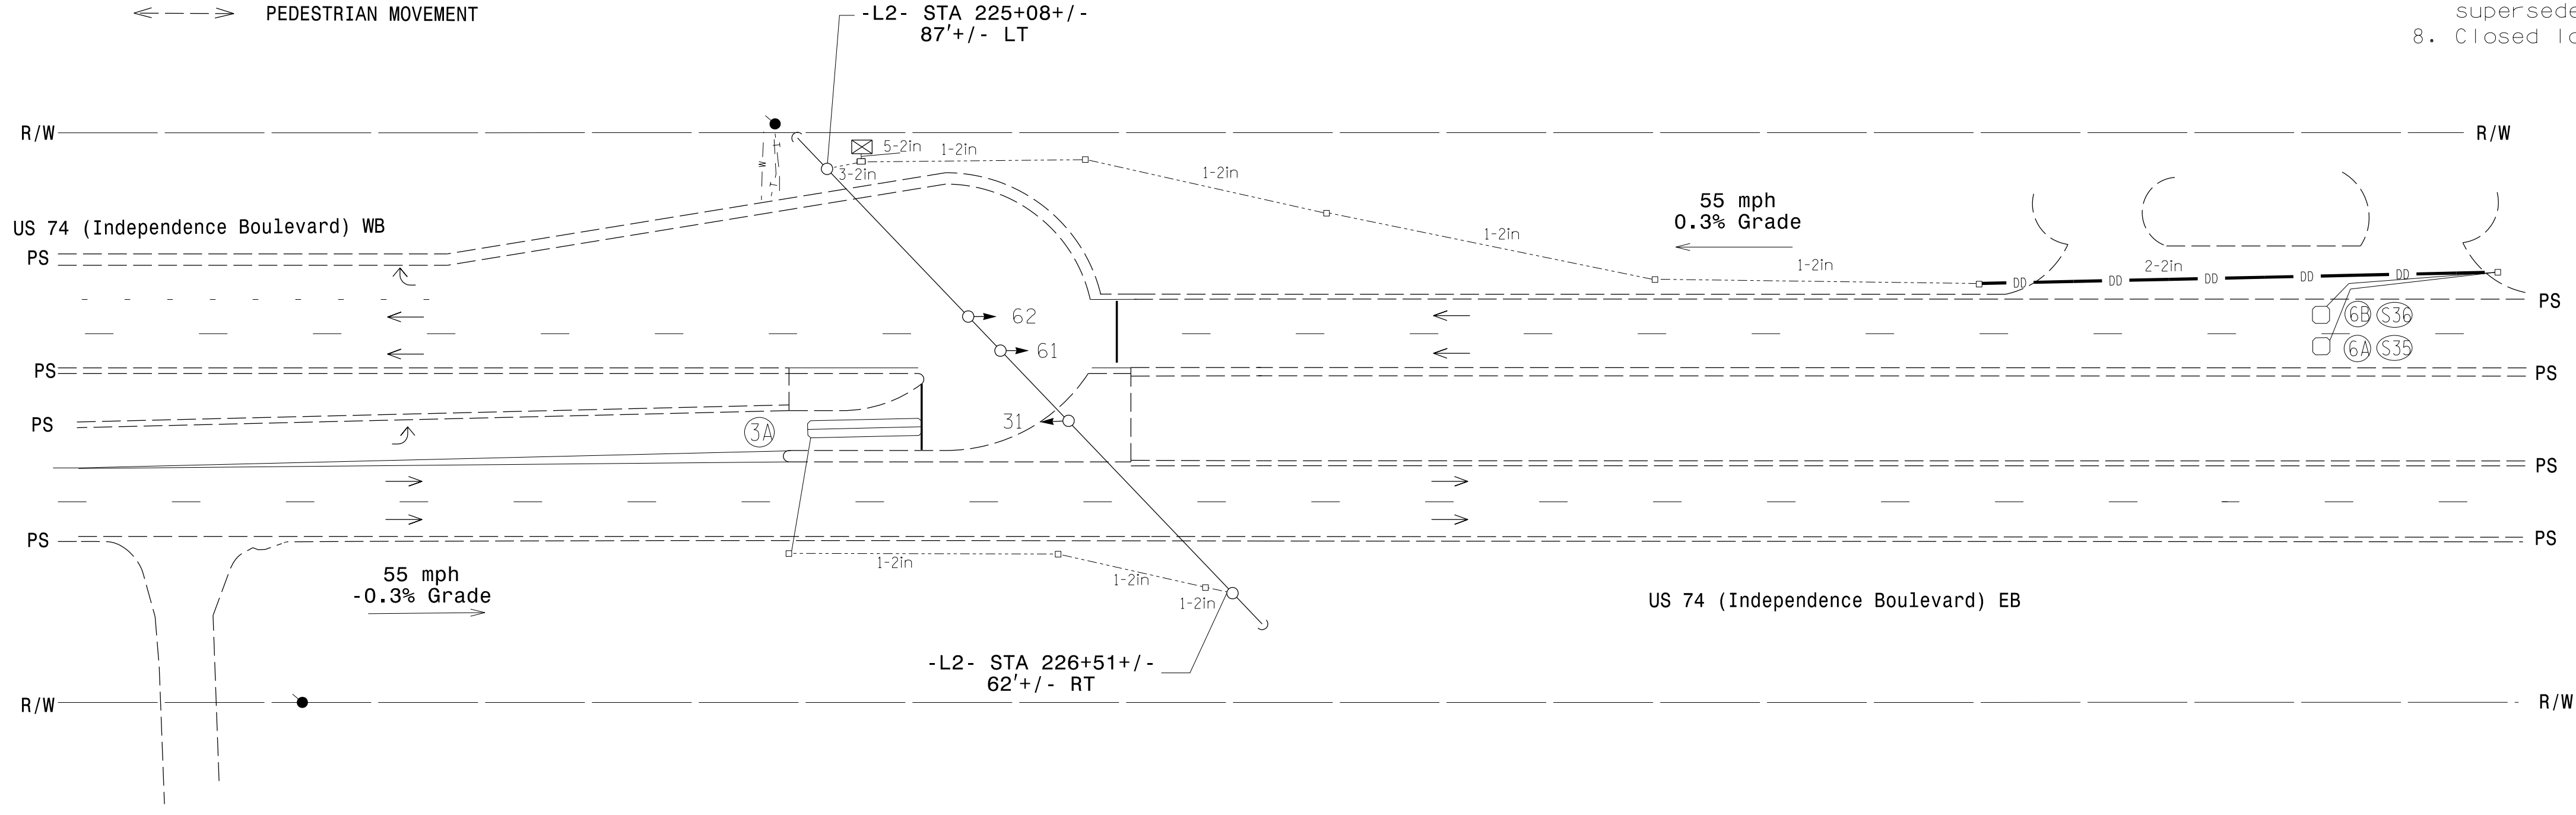 PEDESTRIAN MOVEMENT
-L2- STA 225+08+/-
87'+/- LT
supersede
8. Closed lo
R/W
R/W
5-2in
1-2in
3-2in
W
T
T
1-2in
1-2in
1-2in
55 mph
0.3% Grade
US 74 (Independence Boulevard) WB
PS
2-2in
DD
DD
DD
DD
DD
PS
62
6B S36
61
6A S35
PS
PS
PS
31
3A
PS
PS
PS
1-2in
1-2in
1-2in
55 mph
-0.3% Grade
US 74 (Independence Boulevard) EB
-L2- STA 226+51+/-
62'+/- RT
R/W
R/W